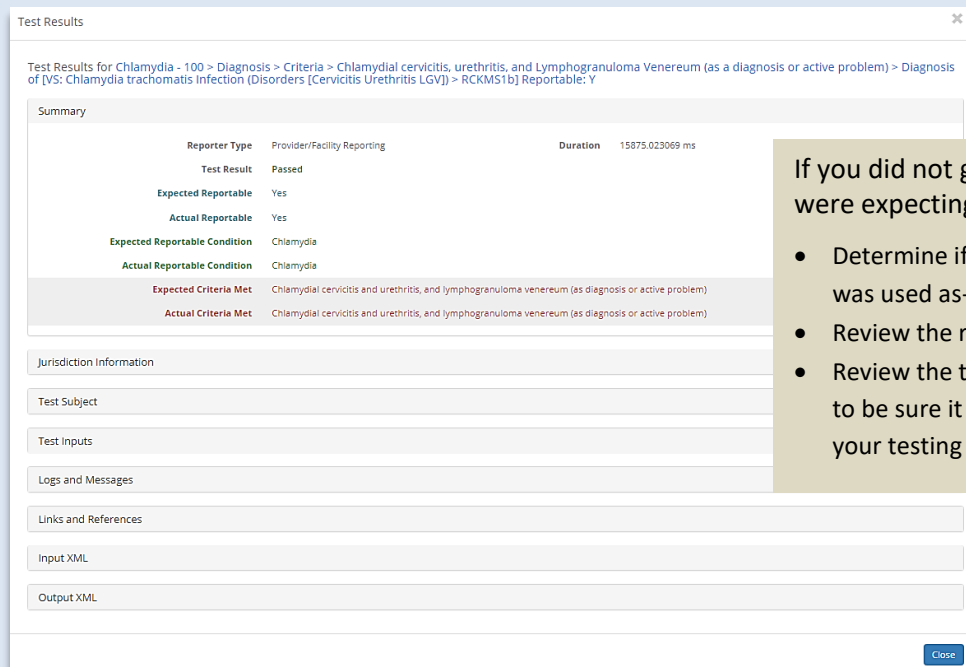 Test Results
×
Test Results for Chlamydia - 100 > Diagnosis > Criteria > Chlamydial cervicitis, urethritis, and Lymphogranuloma Venereum (as a diagnosis or active problem) > Diagnosis
of [VS: Chlamydia trachomatis Infection (Disorders [Cervicitis Urethritis LGV]) > RCKMS1b] Reportable: Y
Summary
Reporter Type Provider/Facility Reporting Duration 15875.023069 ms
Test Result Passed
Expected Reportable Yes
Actual Reportable Yes
Expected Reportable Condition Chlamydia
Actual Reportable Condition Chlamydia
Expected Criteria Met Chlamydial cervicitis and urethritis, and lymphogranuloma venereum (as diagnosis or active problem)
Actual Criteria Met Chlamydial cervicitis and urethritis, and lymphogranuloma venereum (as diagnosis or active problem)
Jurisdiction Information
Test Subject
Test Inputs
Logs and Messages
Links and References
Input XML
Output XML
Close
If you did not
were expecting
• Determine if
was used as-
• Review the
• Review the
to be sure it
your testing